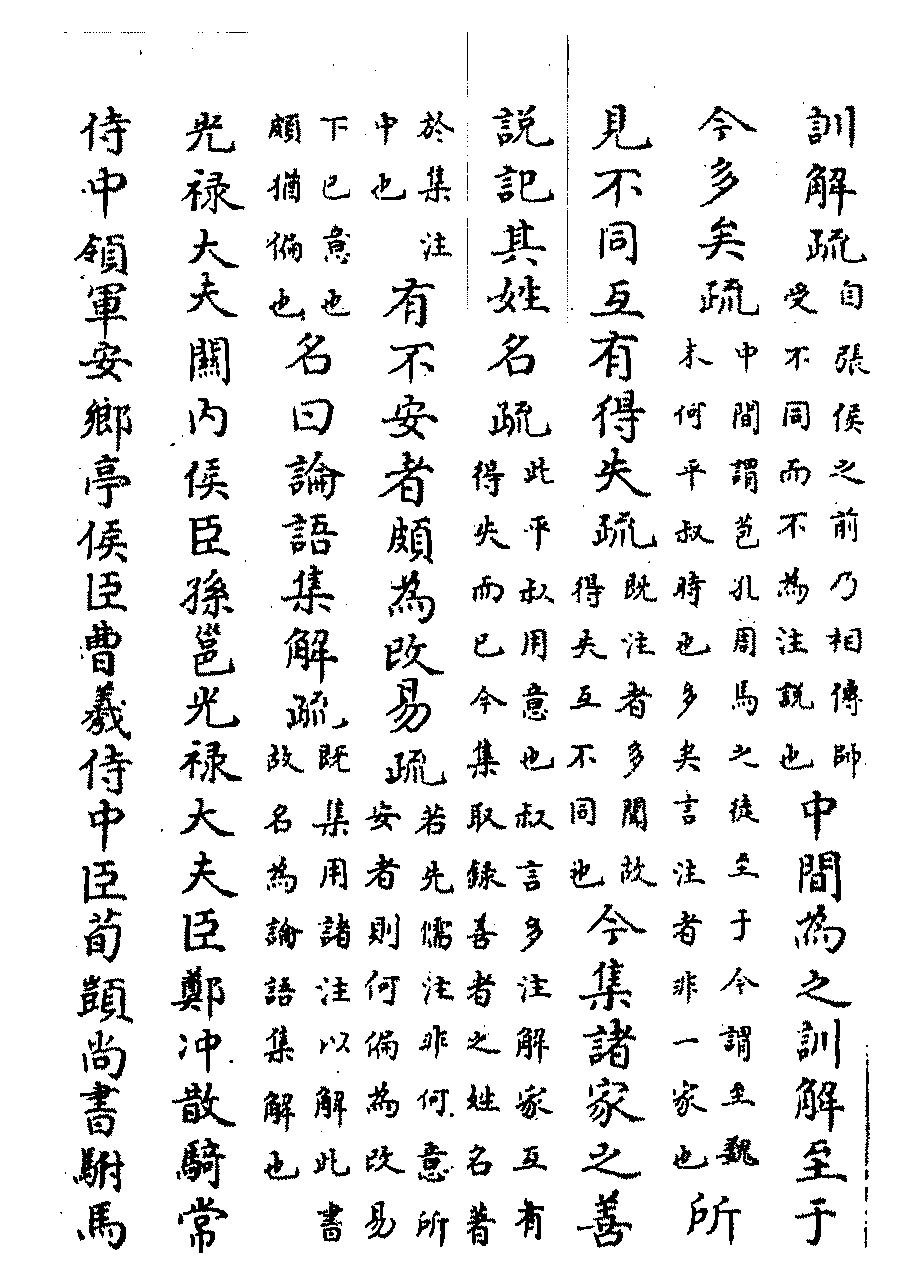 訓解疏自張侯之前乃相傳師受不同而不為注說也中間為之訓解至于
今多矣疏中間謂苞孔周馬之徒至于今謂至魏末何平叔時也多矣言注者非一家也所
見不同互有得失疏既注者多聞故得失互不同也今集諸家之善
説記其姓名疏此平叔用意也叔言多注解家互有得失而已今集取録善者之姓名著
於集注中也有不安者頗為改易疏若先儒注非何意所安者則何偏為改易
下已意也頗猶偏也名曰論語集解疏既集用諸注以解此書故名為論語集解也
光禄大夫關内侯臣孫邕光禄大夫臣鄭冲散騎常
侍中領軍安鄉亭侯臣曹羲侍中臣荀顗尚書駙馬